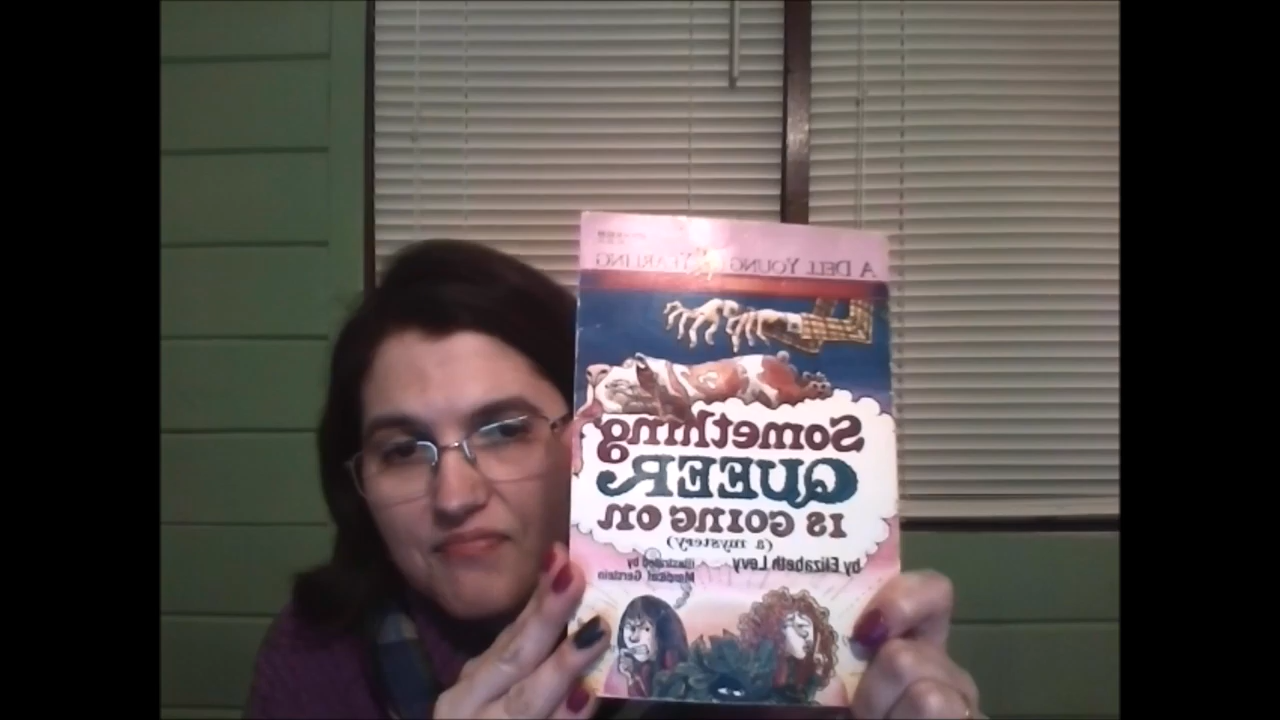 A DELL YOUNG YEARLING
Something
QUEER
is going on
(a mystery)
by Elizabeth Levy
illustrated by
Mordicai Gerstein